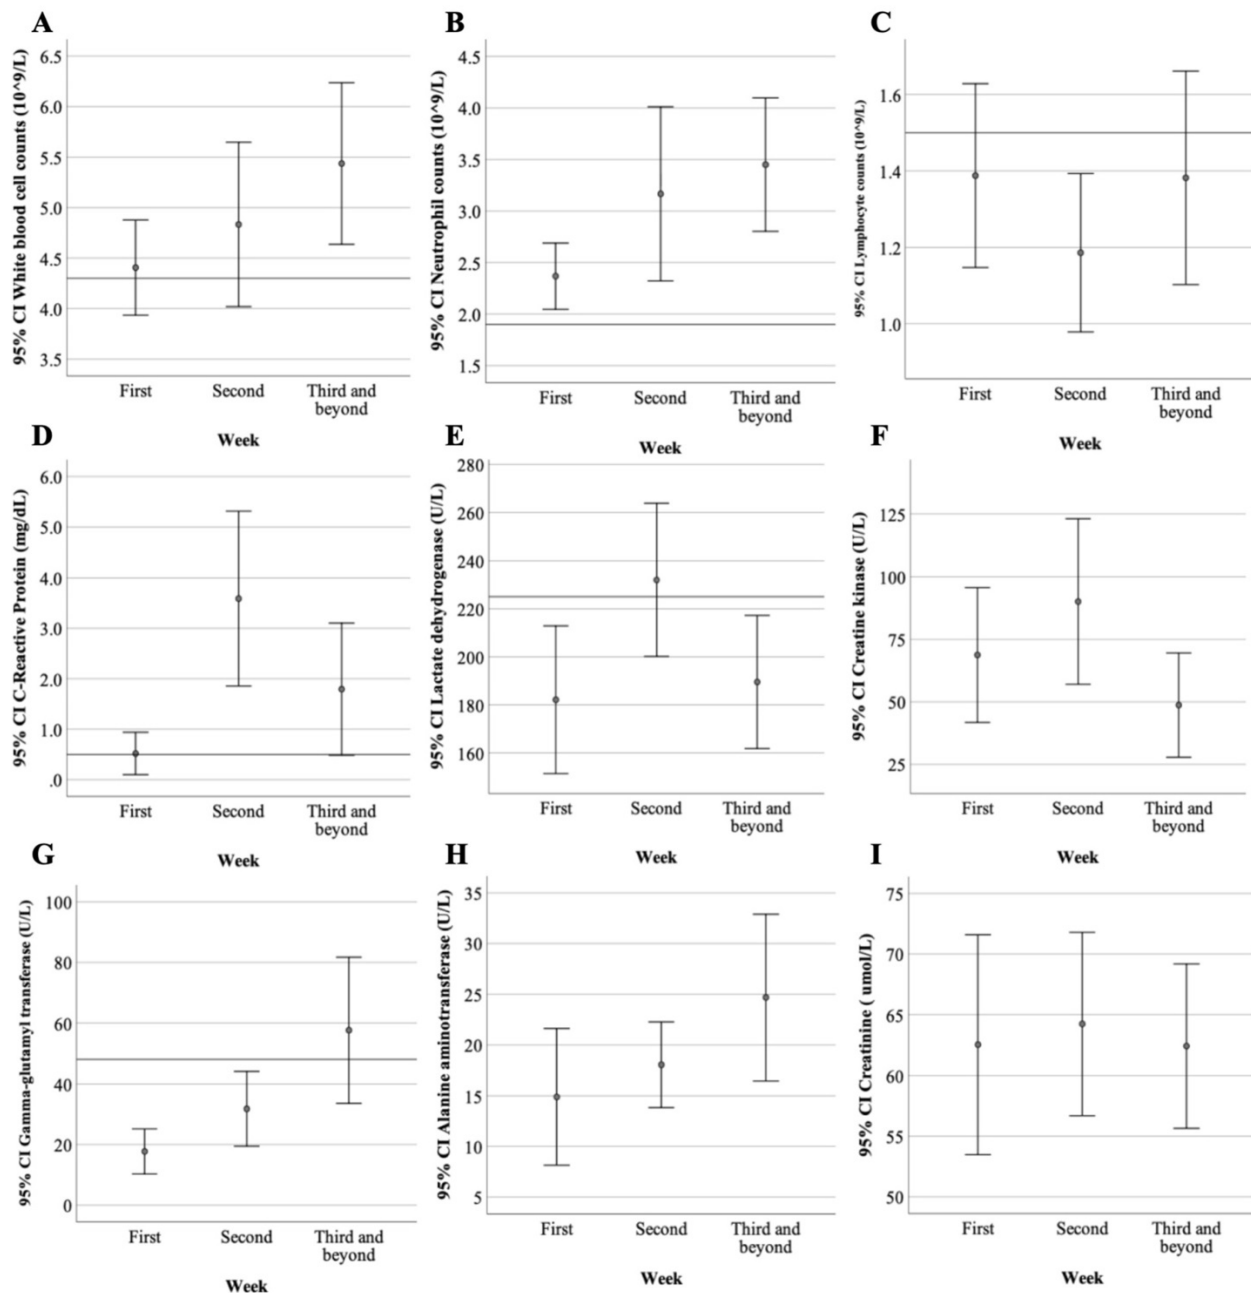 A
95% CI White blood cell counts (10^9/L)
6.5
6.0
5.5
5.0
4.5
4.0
3.5
First
Second
Third and
beyond
Week
B
95% CI Neutrophil counts (10^9/L)
4.5
4.0
3.5
3.0
2.5
2.0
1.5
First
Second
Third and
beyond
Week
C
95% CI Lymphocyte counts (10^9/L)
1.6
1.4
1.2
1.0
First
Second
Third and
beyond
Week
D
95% CI C-Reactive Protein (mg/dL)
6.0
5.0
4.0
3.0
2.0
1.0
.0
First
Second
Third and
beyond
Week
E
95% CI Lactate dehydrogenase (U/L)
280
260
240
220
200
180
160
First
Second
Third and
beyond
Week
F
95% CI Creatine kinase (U/L)
125
100
75
50
25
First
Second
Third and
beyond
Week
G
95% CI Gamma-glutamyl transferase (U/L)
100
80
60
40
20
0
First
Second
Third and
beyond
Week
H
95% CI Alanine aminotransferase (U/L)
35
30
25
20
15
10
5
First
Second
Third and
beyond
Week
I
95% CI Creatinine ( umol/L)
75
70
65
60
55
50
First
Second
Third and
beyond
Week